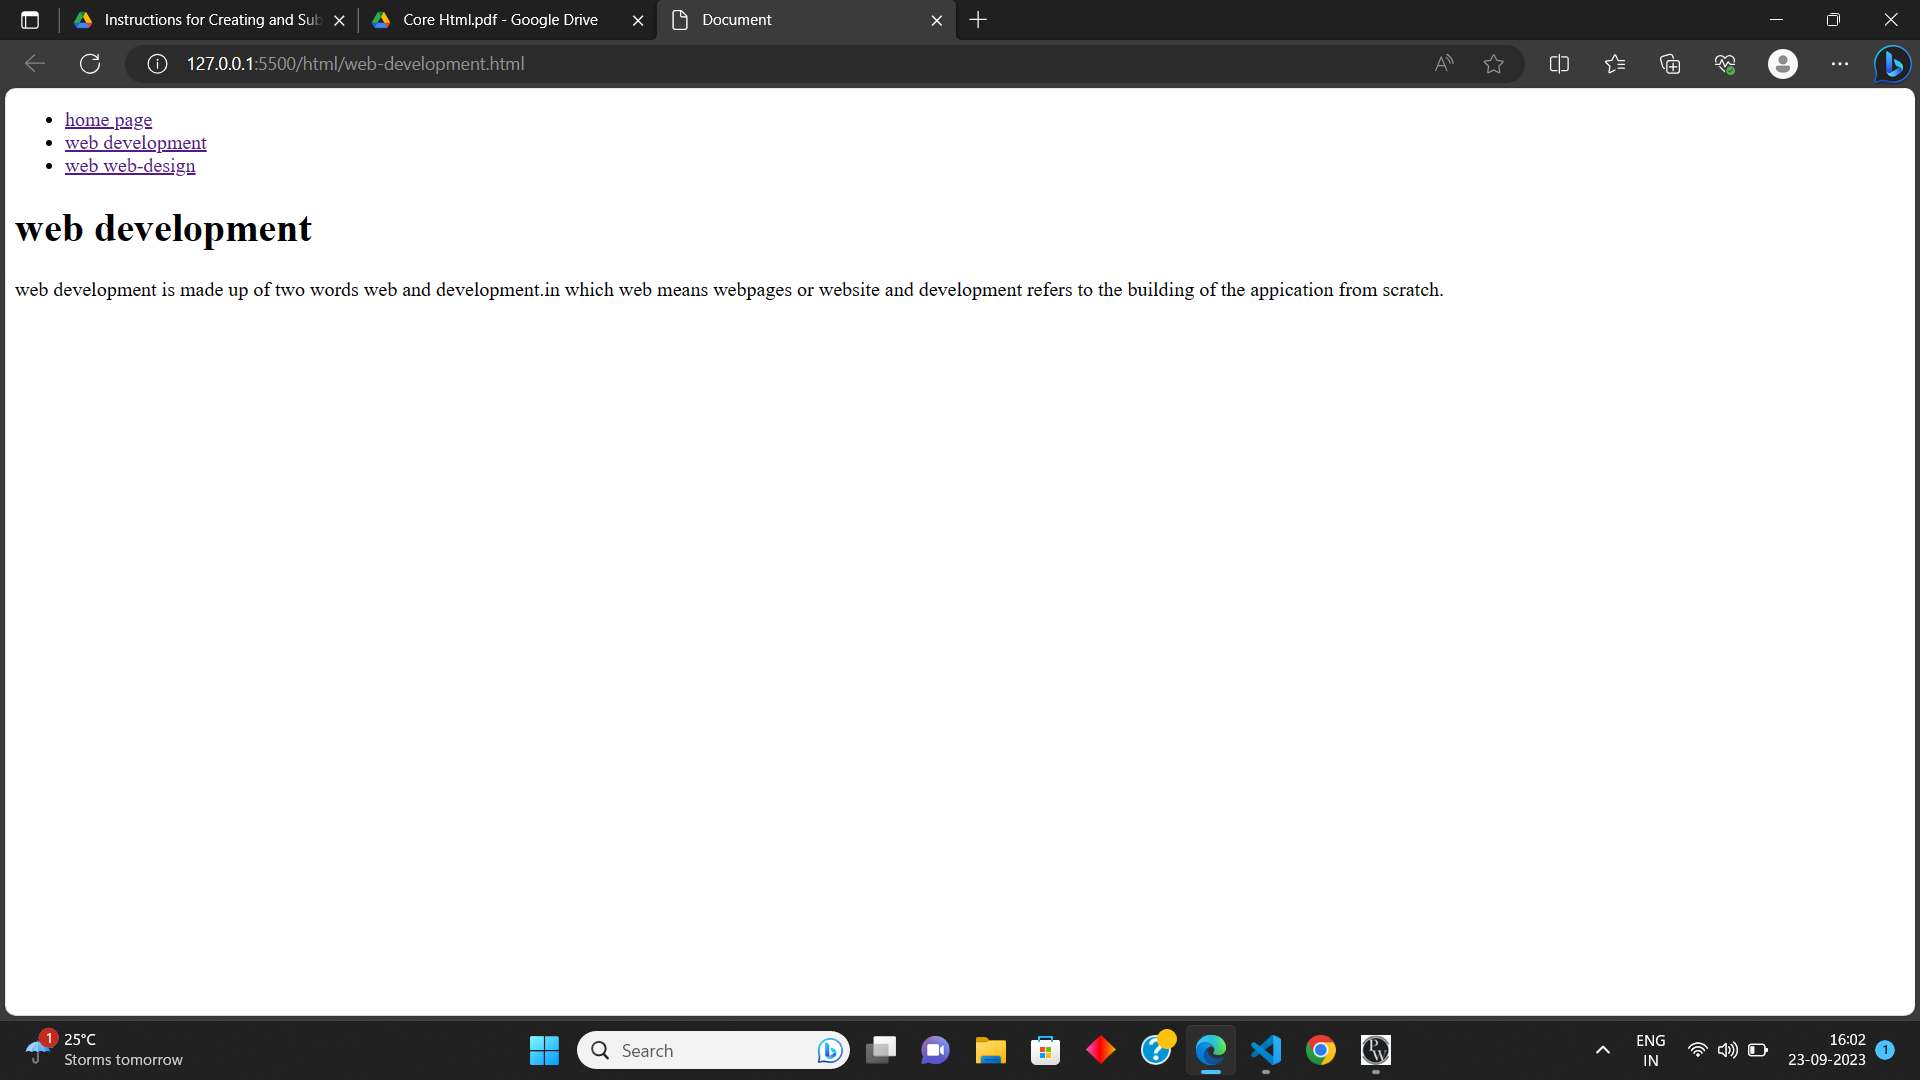 Instructions for Creating and Sub
Core Html.pdf - Google Drive
Document
127.0.0.1:5500/html/web-development.html
home page
web development
web web-design
web development
web development is made up of two words web and development.in which web means webpages or website and development refers to the building of the appication from scratch.
1
25°C
Storms tomorrow
Search
PW
ENG
IN
16:02
23-09-2023
1